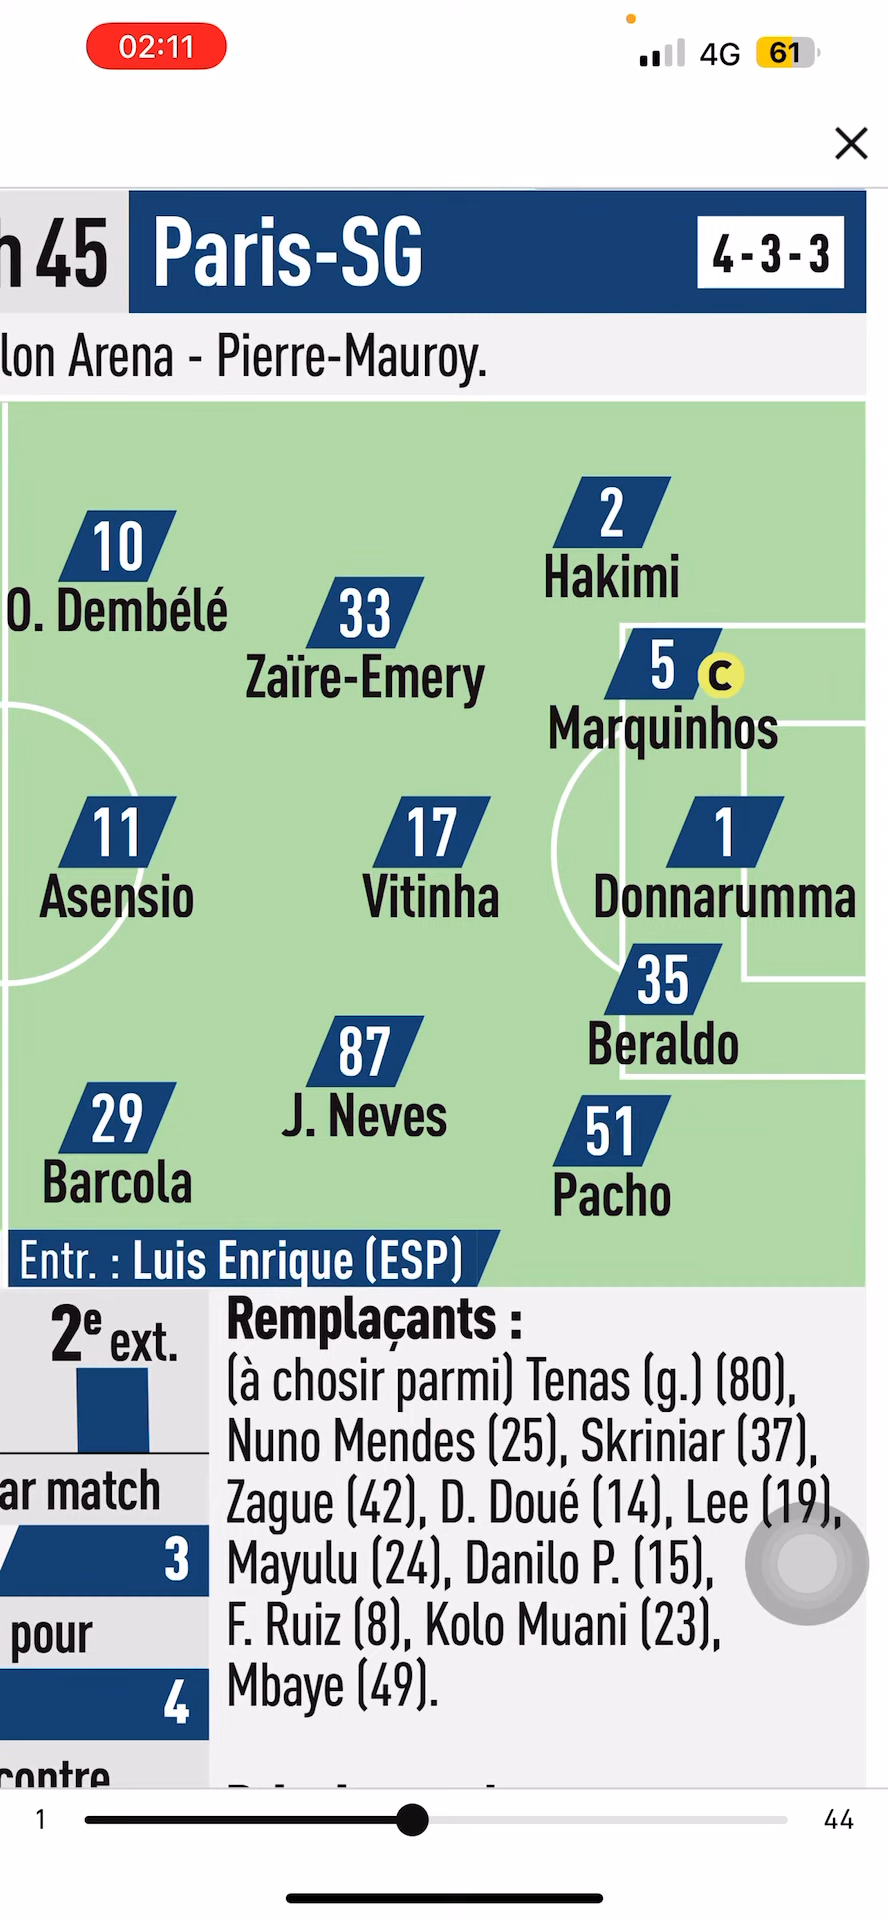 02:11
4G 61
h 45 Paris-SG 4-3-3
lon Arena - Pierre-Mauroy.
2
Hakimi
10
O. Dembélé
33
Zaïre-Emery
5 C
Marquinhos
11
Asensio
17
Vitinha
1
Donnarumma
35
Beraldo
87
J. Neves
29
Barcola
51
Pacho
Entr. : Luis Enrique (ESP)
2e ext.
ar match
3
pour
4
contre
Remplaçants :
(à chosir parmi) Tenas (g.) (80),
Nuno Mendes (25), Skriniar (37),
Zague (42), D. Doué (14), Lee (19),
Mayulu (24), Danilo P. (15),
F. Ruiz (8), Kolo Muani (23),
Mbaye (49).
1 44